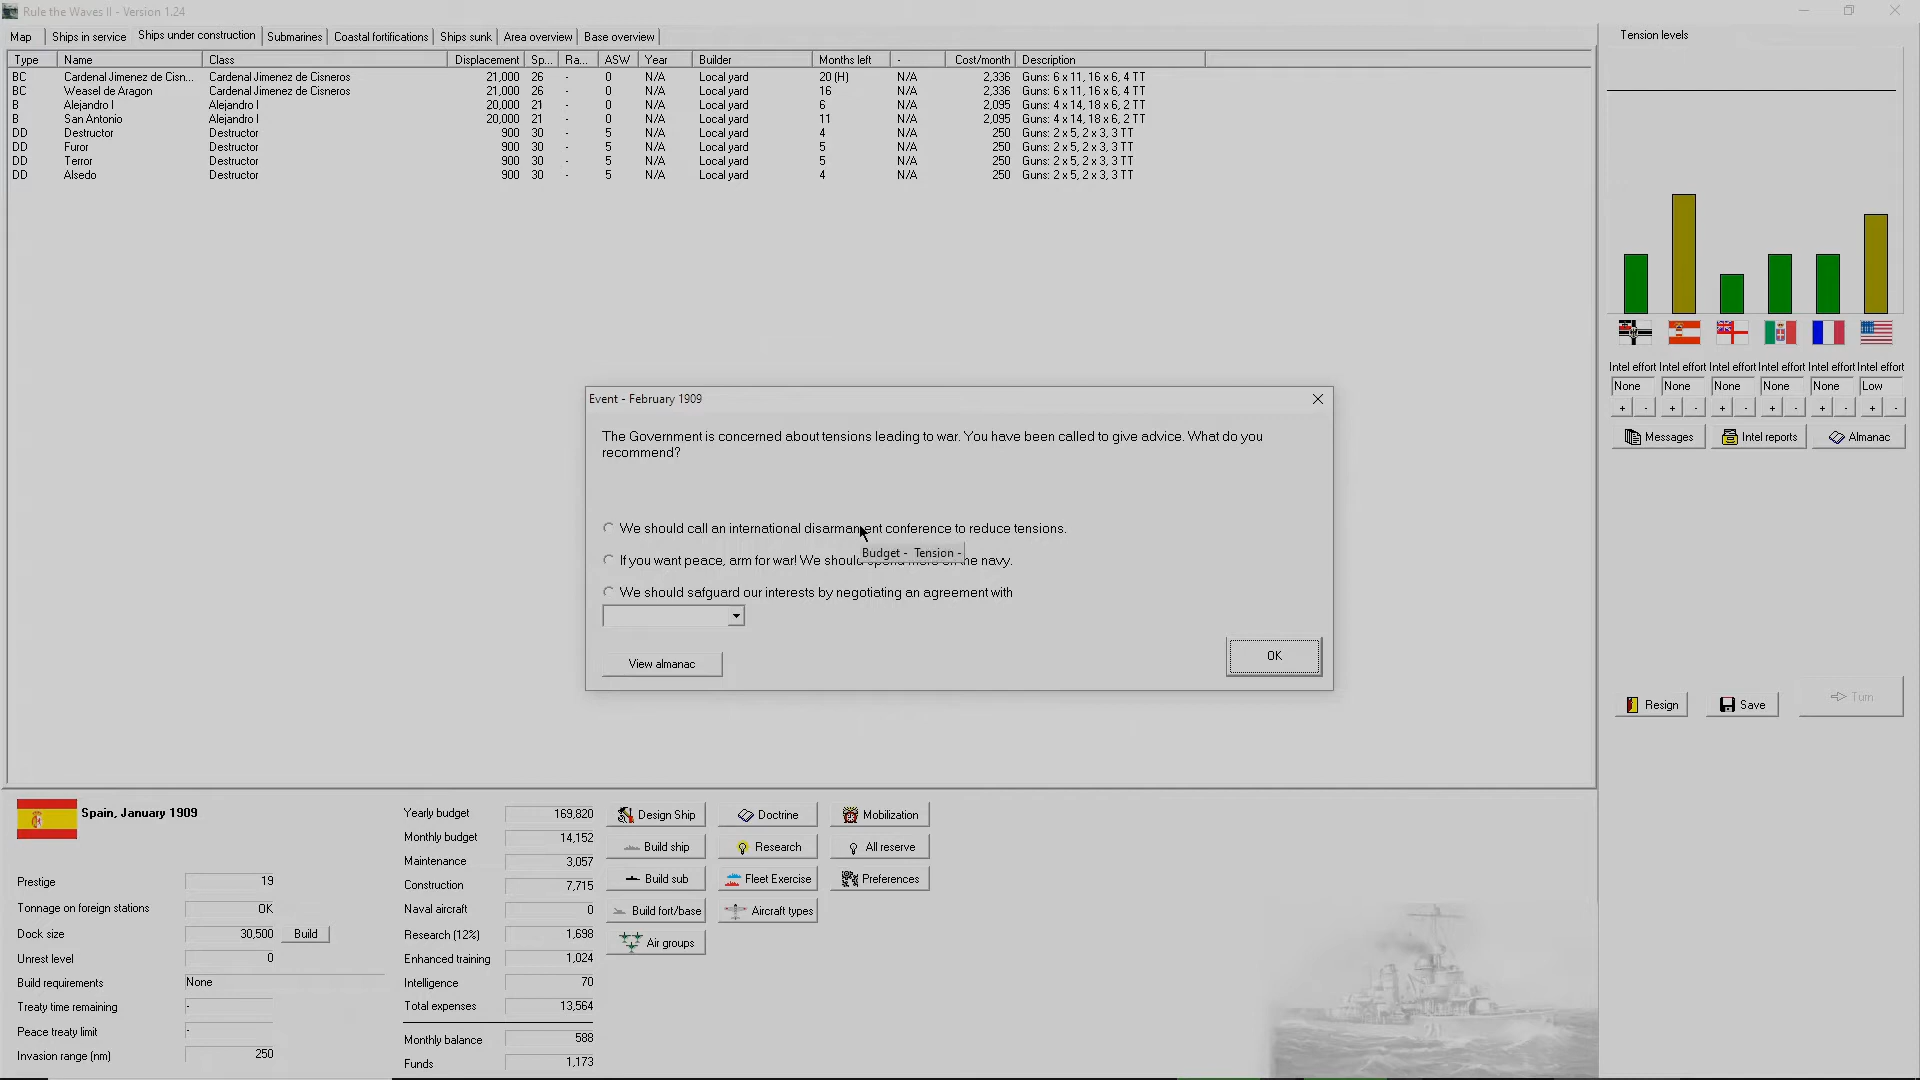 Rule the Waves II - Version 1.24
Map Ships in service Ships under construction Submarines Coastal fortifications Ships sunk Area overview Base overview
Type Name Class Displacement Sp... Ra... ASW Year Builder Months left - Cost/month Description
BC Cardenal Jimenez de Cisn... Cardenal Jimenez de Cisneros 21,000 26 - 0 N/A Local yard 20 (H) N/A 2,336 Guns: 6 x 11, 16 x 6, 4 TT
BC Weasel de Aragon Cardenal Jimenez de Cisneros 21,000 26 - 0 N/A Local yard 16 N/A 2,336 Guns: 6 x 11, 16 x 6, 4 TT
B Alejandro I Alejandro I 20,000 21 - 0 N/A Local yard 6 N/A 2,095 Guns: 4 x 14, 18 x 6, 2 TT
B San Antonio Alejandro I 20,000 21 - 0 N/A Local yard 11 N/A 2,095 Guns: 4 x 14, 18 x 6, 2 TT
DD Destructor Destructor 900 30 - 5 N/A Local yard 4 N/A 250 Guns: 2 x 5, 2 x 3, 3 TT
DD Furor Destructor 900 30 - 5 N/A Local yard 5 N/A 250 Guns: 2 x 5, 2 x 3, 3 TT
DD Terror Destructor 900 30 - 5 N/A Local yard 5 N/A 250 Guns: 2 x 5, 2 x 3, 3 TT
DD Alsedo Destructor 900 30 - 5 N/A Local yard 4 N/A 250 Guns: 2 x 5, 2 x 3, 3 TT
Tension levels
Intel effort Intel effort Intel effort Intel effort Intel effort Intel effort
None None None None None Low
+ - + - + - + - + - + -
Messages Intel reports Almanac
Event - February 1909
The Government is concerned about tensions leading to war. You have been called to give advice. What do you
recommend?
We should call an international disarmament conference to reduce tensions.
Budget - Tension -
If you want peace, arm for war! We should spend more on the navy.
We should safguard our interests by negotiating an agreement with
View almanac
OK
Resign Save Turn
Spain, January 1909
Prestige 19
Tonnage on foreign stations OK
Dock size 30,500 Build
Unrest level 0
Build requirements None
Treaty time remaining -
Peace treaty limit -
Invasion range (nm) 250
Yearly budget 169,820
Monthly budget 14,152
Maintenance 3,057
Construction 7,715
Naval aircraft 0
Research (12%) 1,698
Enhanced training 1,024
Intelligence 70
Total expenses 13,564
Monthly balance 588
Funds 1,173
Design Ship Doctrine Mobilization
Build ship Research All reserve
Build sub Fleet Exercise Preferences
Build fort/base Aircraft types
Air groups